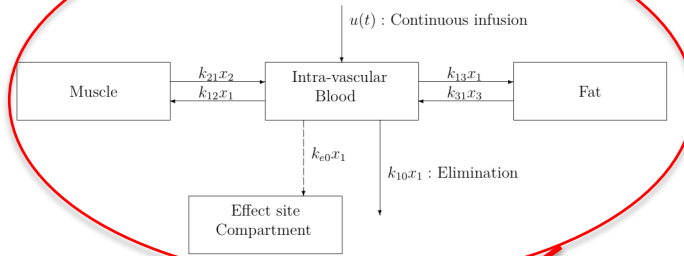 u(t) : Continuous infusion
Muscle
k₂₁x₂
k₁₂x₁
Intra-vascular
Blood
k₁₃x₁
k₃₁x₃
Fat
kₑ₀x₁
k₁₀x₁ : Elimination
Effect site
Compartment